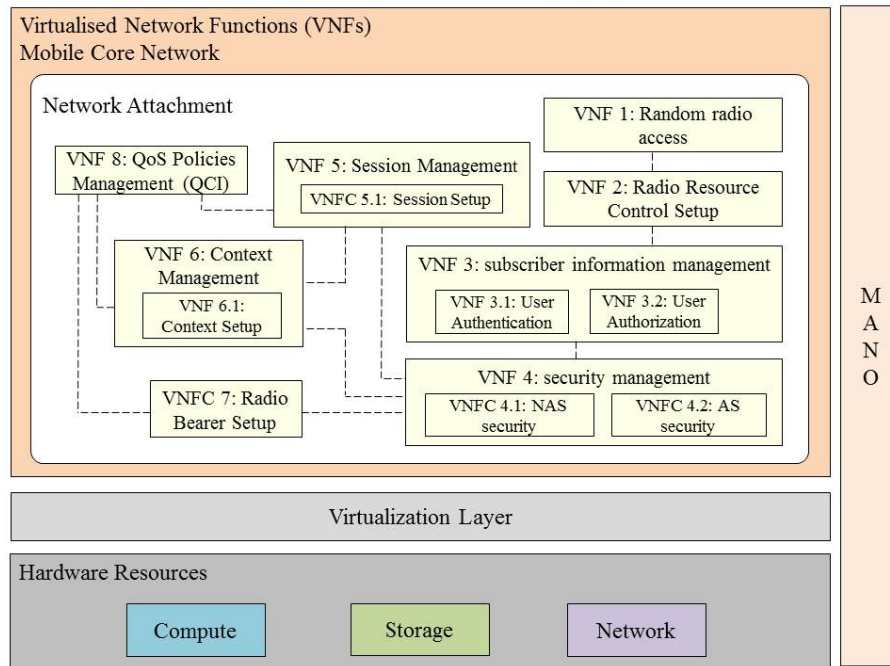 Virtualised Network Functions (VNFs)
Mobile Core Network
Network Attachment
VNF 1: Random radio
access
VNF 8: QoS Policies
Management (QCI)
VNF 5: Session Management
VNFC 5.1: Session Setup
VNF 2: Radio Resource
Control Setup
VNF 6: Context
Management
VNF 6.1:
Context Setup
VNF 3: subscriber information management
VNF 3.1: User
Authentication
VNF 3.2: User
Authorization
VNFC 7: Radio
Bearer Setup
VNF 4: security management
VNFC 4.1: NAS
security
VNFC 4.2: AS
security
M
A
N
O
Virtualization Layer
Hardware Resources
Compute
Storage
Network